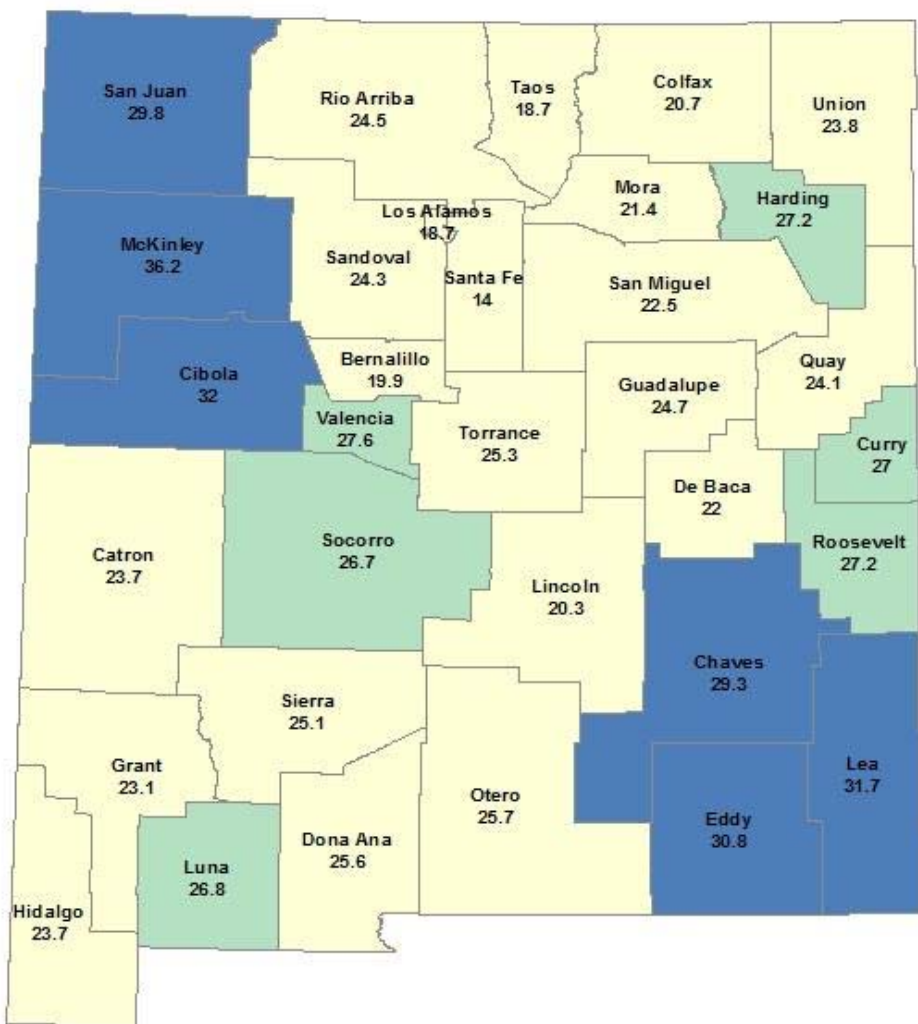 San Juan
29.8
Rio Arriba
24.5
Taos
18.7
Colfax
20.7
Union
23.8
McKinley
36.2
Los Alamos
18.7
Sandoval
24.3
Santa Fe
14
Mora
21.4
Harding
27.2
San Miguel
22.5
Cibola
32
Bernalillo
19.9
Valencia
27.6
Torrance
25.3
Guadalupe
24.7
Quay
24.1
Curry
27
Catron
23.7
Socorro
26.7
De Baca
22
Roosevelt
27.2
Lincoln
20.3
Chaves
29.3
Sierra
25.1
Grant
23.1
Lea
31.7
Otero
25.7
Eddy
30.8
Dona Ana
25.6
Luna
26.8
Hidalgo
23.7